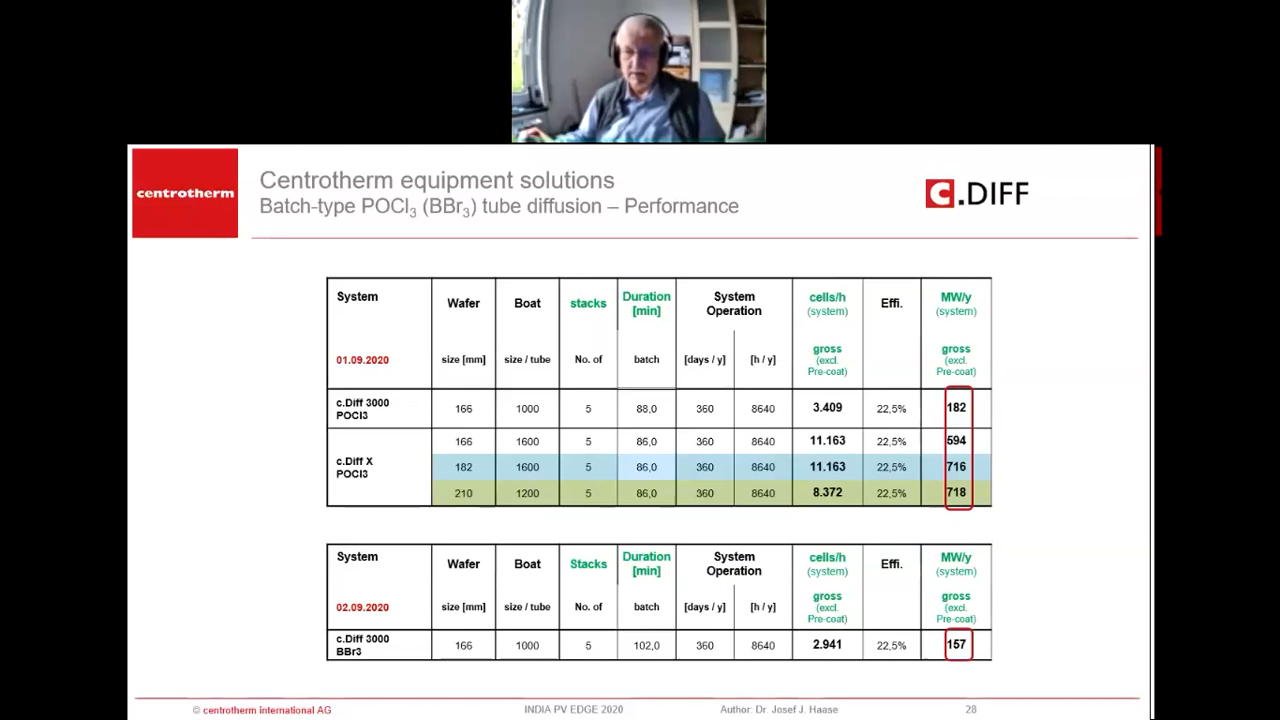 centrotherm
Centrotherm equipment solutions
Batch-type POCl3 (BBr3) tube diffusion – Performance
c.DIFF
System Wafer Boat stacks Duration [min] System Operation cells/h (system) Effi. MW/y (system)
01.09.2020 size [mm] size / tube No. of batch [days / y] [h / y] gross (excl. Pre-coat) gross (excl. Pre-coat)
c.Diff 3000 POCl3 166 1000 5 88,0 360 8640 3.409 22,5% 182
c.Diff X POCl3 166 1600 5 86,0 360 8640 11.163 22,5% 594
182 1600 5 86,0 360 8640 11.163 22,5% 716
210 1200 5 86,0 360 8640 8.372 22,5% 718
System Wafer Boat Stacks Duration [min] System Operation cells/h (system) Effi. MW/y (system)
02.09.2020 size [mm] size / tube No. of batch [days / y] [h / y] gross (excl. Pre-coat) gross (excl. Pre-coat)
c.Diff 3000 BBr3 166 1000 5 102,0 360 8640 2.941 22,5% 157
© centrotherm international AG INDIA PV EDGE 2020 Author: Dr. Josef J. Haase 28